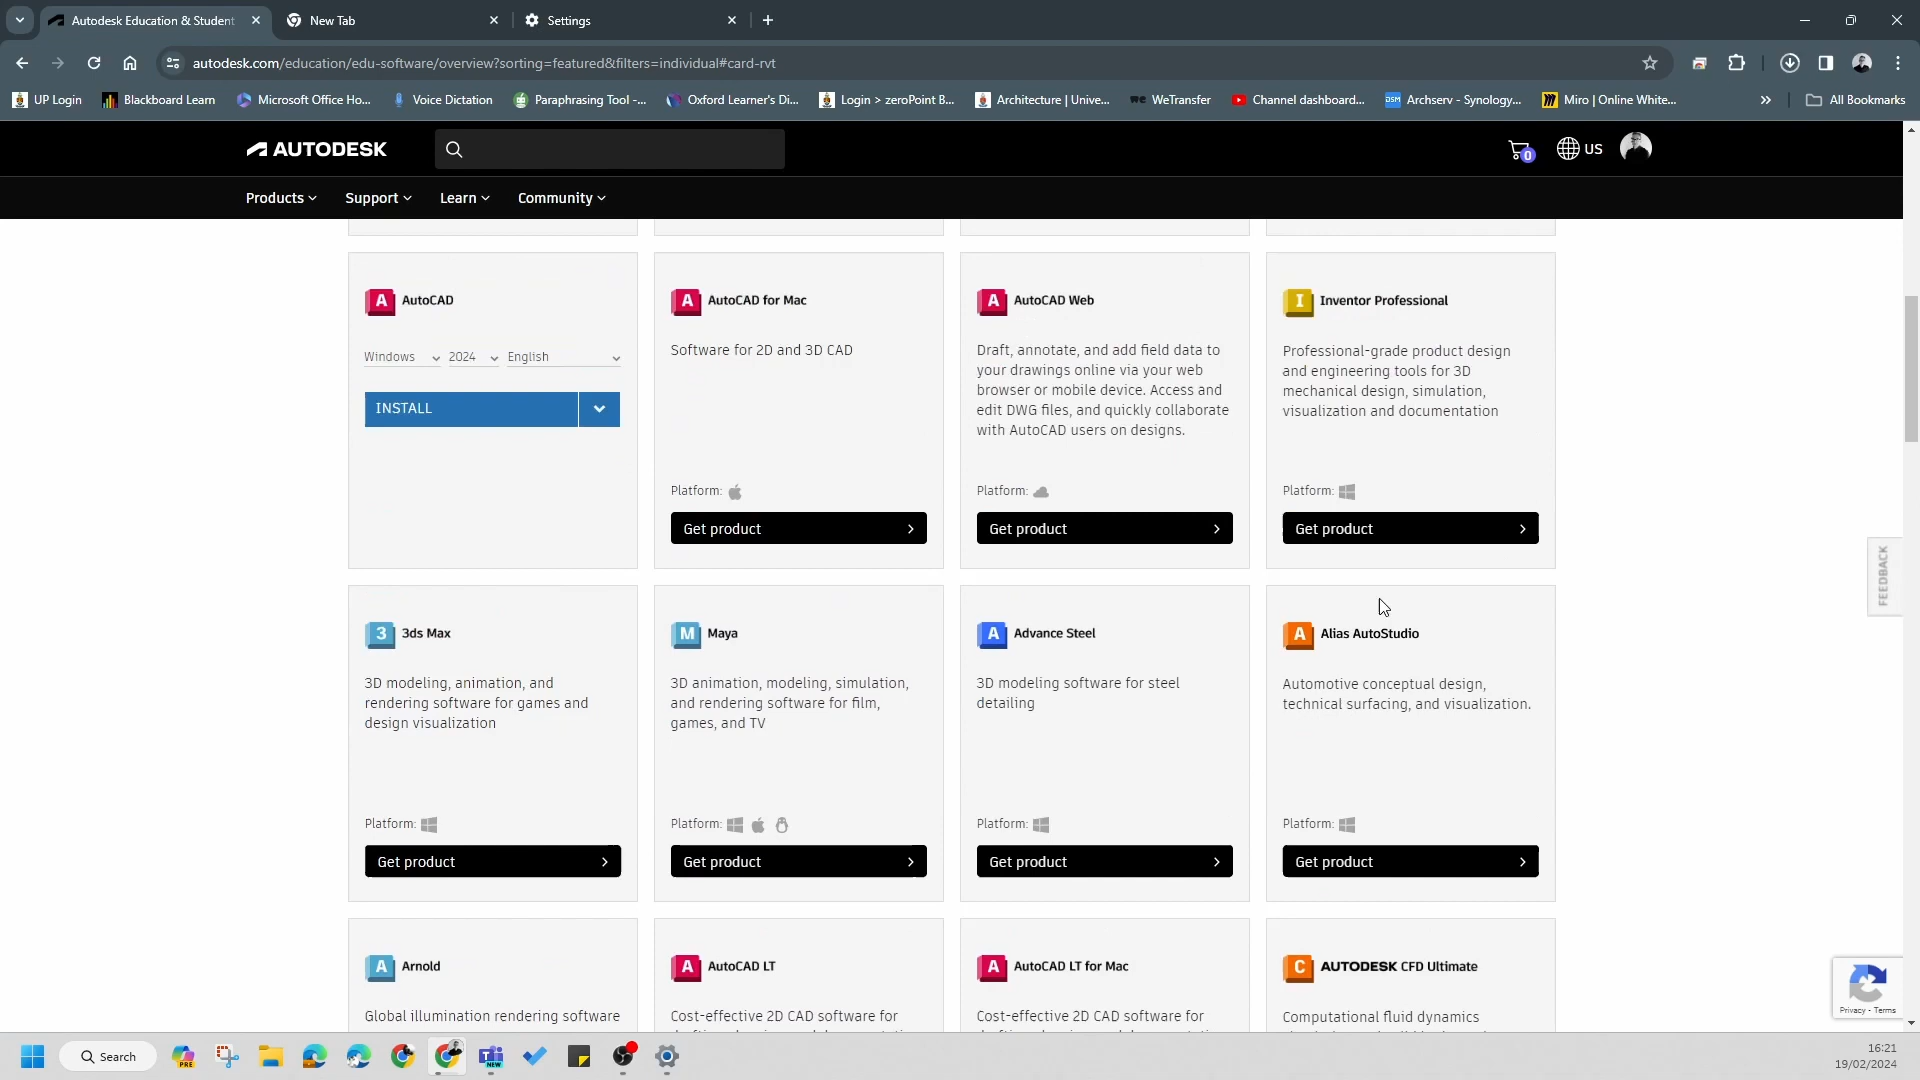 Autodesk Education & Student
New Tab
Settings
autodesk.com/education/edu-software/overview?sorting=featured&filters=individual#card-rvt
UP Login
Blackboard Learn
Microsoft Office Ho...
Voice Dictation
Paraphrasing Tool -...
Oxford Learner's Di...
Login > zeroPoint B...
Architecture | Unive...
WeTransfer
Channel dashboard...
Archserv - Synology...
Miro | Online White...
All Bookmarks
AUTODESK
0
US
Products
Support
Learn
Community
AutoCAD
Windows 2024 English
INSTALL
AutoCAD for Mac
Software for 2D and 3D CAD
Platform:
Get product
AutoCAD Web
Draft, annotate, and add field data to
your drawings online via your web
browser or mobile device. Access and
edit DWG files, and quickly collaborate
with AutoCAD users on designs.
Platform:
Get product
Inventor Professional
Professional-grade product design
and engineering tools for 3D
mechanical design, simulation,
visualization and documentation
Platform:
Get product
3ds Max
3D modeling, animation, and
rendering software for games and
design visualization
Platform:
Get product
Maya
3D animation, modeling, simulation,
and rendering software for film,
games, and TV
Platform:
Get product
Advance Steel
3D modeling software for steel
detailing
Platform:
Get product
Alias AutoStudio
Automotive conceptual design,
technical surfacing, and visualization.
Platform:
Get product
Arnold
Global illumination rendering software
AutoCAD LT
Cost-effective 2D CAD software for
AutoCAD LT for Mac
Cost-effective 2D CAD software for
AUTODESK CFD Ultimate
Computational fluid dynamics
FEEDBACK
Privacy - Terms
Search
PRE
NEW
16:21
19/02/2024